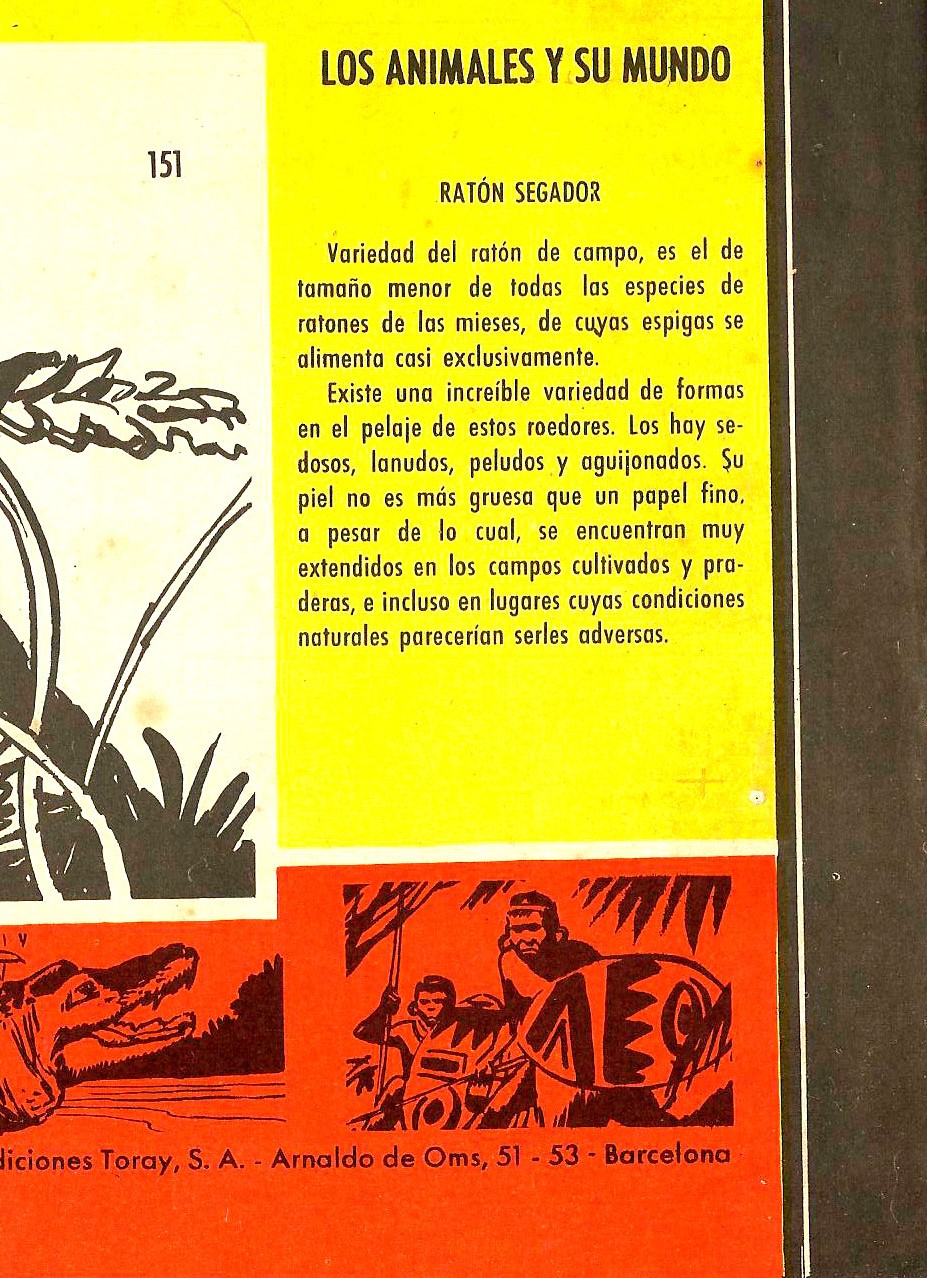 LOS ANIMALES Y SU MUNDO
151
RATÓN SEGADOR
Variedad del ratón de campo, es el de
tamaño menor de todas las especies de
ratones de las mieses, de cuyas espigas se
alimenta casi exclusivamente.
Existe una increíble variedad de formas
en el pelaje de estos roedores. Los hay se-
dosos, lanudos, peludos y aguijonados. Su
piel no es más gruesa que un papel fino,
a pesar de lo cual, se encuentran muy
extendidos en los campos cultivados y pra-
deras, e incluso en lugares cuyas condiciones
naturales parecerían serles adversas.
diciones Toray, S. A. - Arnaldo de Oms, 51 - 53 - Barcelona